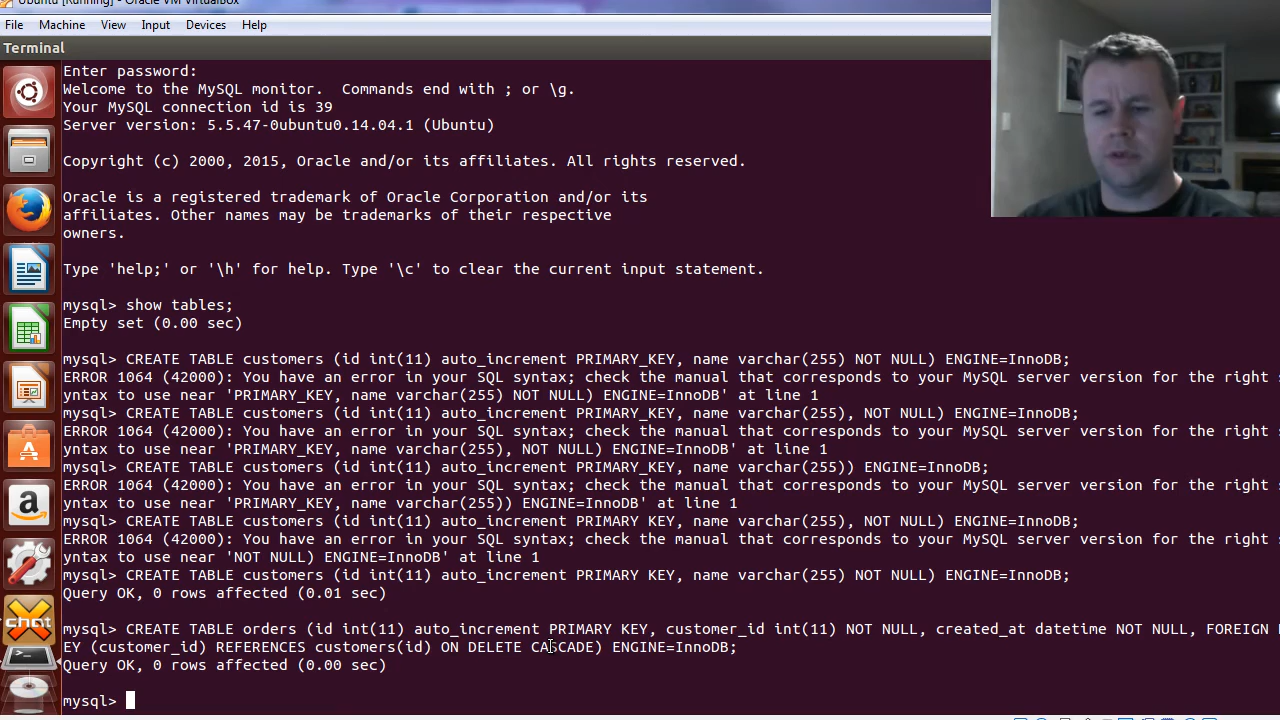 Ubuntu [Running] - Oracle VM VirtualBox
File Machine View Input Devices Help
Terminal
Enter password:
Welcome to the MySQL monitor.  Commands end with ; or \g.
Your MySQL connection id is 39
Server version: 5.5.47-0ubuntu0.14.04.1 (Ubuntu)
Copyright (c) 2000, 2015, Oracle and/or its affiliates. All rights reserved.
Oracle is a registered trademark of Oracle Corporation and/or its
affiliates. Other names may be trademarks of their respective
owners.
Type 'help;' or '\h' for help. Type '\c' to clear the current input statement.
mysql> show tables;
Empty set (0.00 sec)
mysql> CREATE TABLE customers (id int(11) auto_increment PRIMARY_KEY, name varchar(255) NOT NULL) ENGINE=InnoDB;
ERROR 1064 (42000): You have an error in your SQL syntax; check the manual that corresponds to your MySQL server version for the right s
yntax to use near 'PRIMARY_KEY, name varchar(255) NOT NULL) ENGINE=InnoDB' at line 1
mysql> CREATE TABLE customers (id int(11) auto_increment PRIMARY_KEY, name varchar(255), NOT NULL) ENGINE=InnoDB;
ERROR 1064 (42000): You have an error in your SQL syntax; check the manual that corresponds to your MySQL server version for the right s
yntax to use near 'PRIMARY_KEY, name varchar(255), NOT NULL) ENGINE=InnoDB' at line 1
mysql> CREATE TABLE customers (id int(11) auto_increment PRIMARY_KEY, name varchar(255)) ENGINE=InnoDB;
ERROR 1064 (42000): You have an error in your SQL syntax; check the manual that corresponds to your MySQL server version for the right s
yntax to use near 'PRIMARY_KEY, name varchar(255)) ENGINE=InnoDB' at line 1
mysql> CREATE TABLE customers (id int(11) auto_increment PRIMARY KEY, name varchar(255), NOT NULL) ENGINE=InnoDB;
ERROR 1064 (42000): You have an error in your SQL syntax; check the manual that corresponds to your MySQL server version for the right s
yntax to use near 'NOT NULL) ENGINE=InnoDB' at line 1
mysql> CREATE TABLE customers (id int(11) auto_increment PRIMARY KEY, name varchar(255) NOT NULL) ENGINE=InnoDB;
Query OK, 0 rows affected (0.01 sec)
mysql> CREATE TABLE orders (id int(11) auto_increment PRIMARY KEY, customer_id int(11) NOT NULL, created_at datetime NOT NULL, FOREIGN
EY (customer_id) REFERENCES customers(id) ON DELETE CASCADE) ENGINE=InnoDB;
Query OK, 0 rows affected (0.00 sec)
mysql>
chat